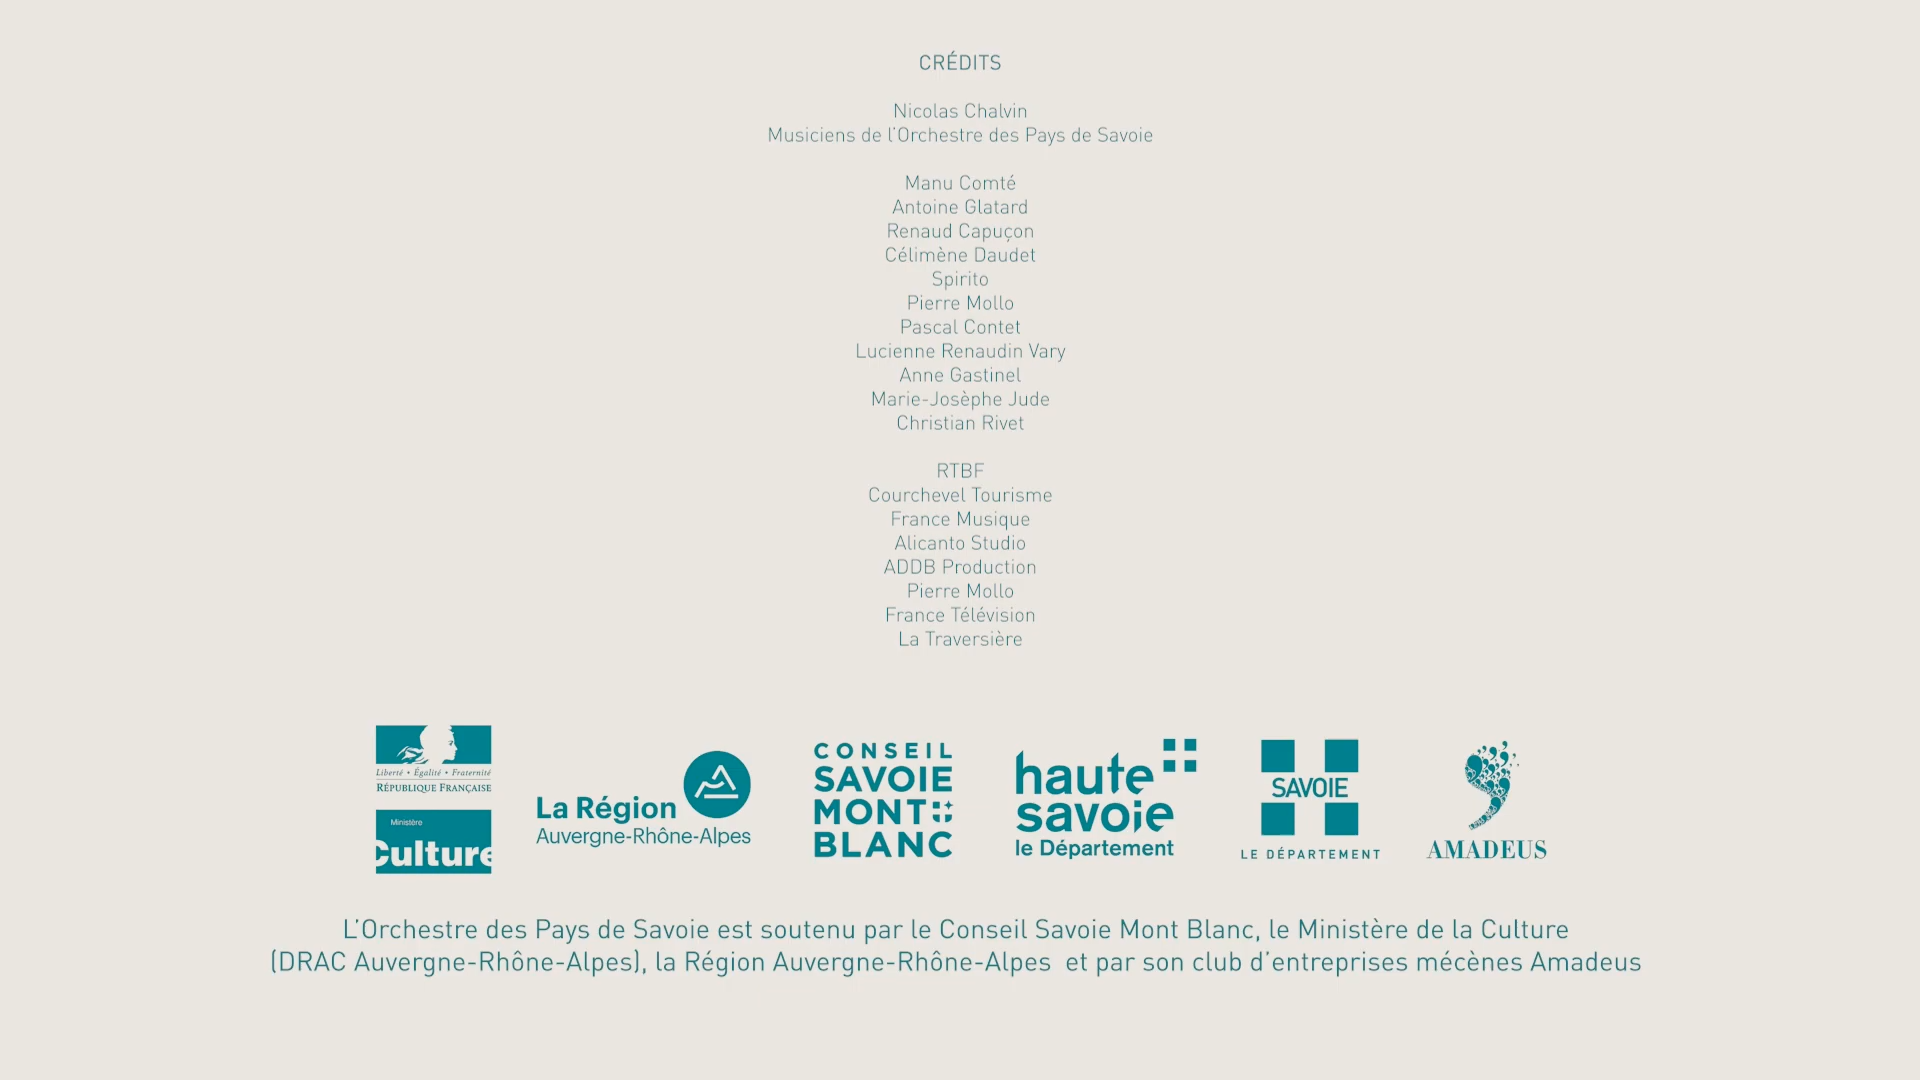 CRÉDITS
Nicolas Chalvin
Musiciens de l'Orchestre des Pays de Savoie
Manu Comté
Antoine Glatard
Renaud Capuçon
Célimène Daudet
Spirito
Pierre Mollo
Pascal Contet
Lucienne Renaudin Vary
Anne Gastinel
Marie-Josèphe Jude
Christian Rivet
RTBF
Courchevel Tourisme
France Musique
Alicanto Studio
ADDB Production
Pierre Mollo
France Télévision
La Traversière
Liberté • Égalité • Fraternité
RÉPUBLIQUE FRANÇAISE
Ministère
Culture
La Région
Auvergne-Rhône-Alpes
CONSEIL
SAVOIE
MONT
BLANC
haute
savoie
le Département
SAVOIE
LE DÉPARTEMENT
AMADEUS
L'Orchestre des Pays de Savoie est soutenu par le Conseil Savoie Mont Blanc, le Ministère de la Culture
(DRAC Auvergne-Rhône-Alpes), la Région Auvergne-Rhône-Alpes et par son club d'entreprises mécènes Amadeus